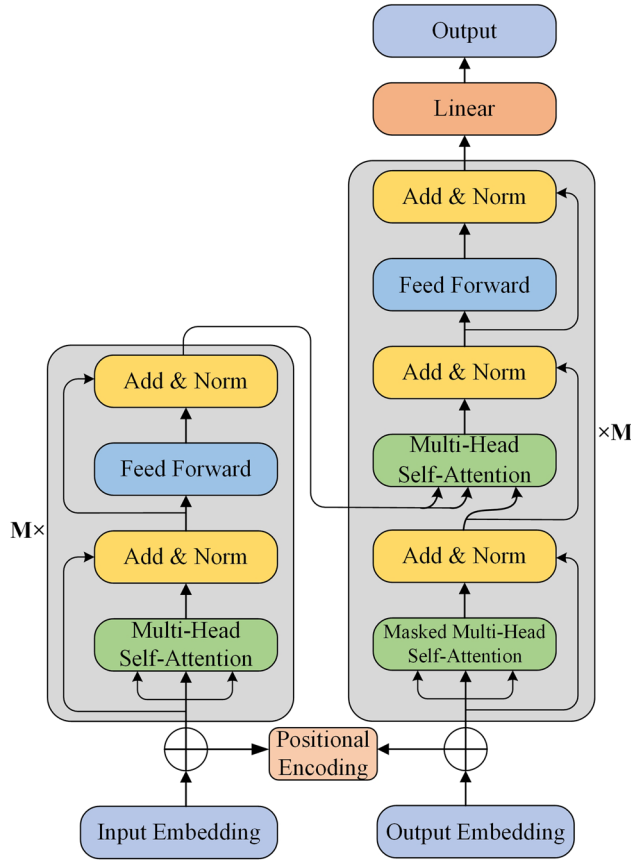 Output
Linear
Add & Norm
Feed Forward
Add & Norm
Multi-Head
Self-Attention
Add & Norm
Masked Multi-Head
Self-Attention
×M
Add & Norm
Feed Forward
Add & Norm
Multi-Head
Self-Attention
M×
Positional
Encoding
Input Embedding
Output Embedding